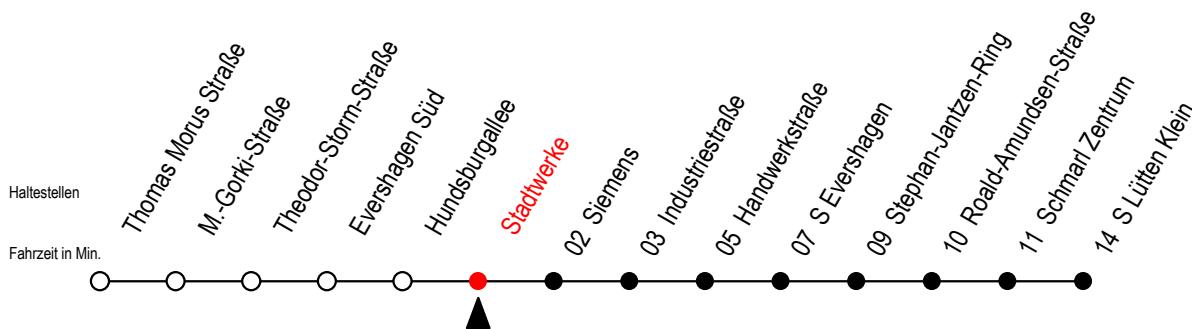 Haltestellen
Fahrzeit in Min.
Thomas Morus Straße
M.-Gorki-Straße
Theodor-Storm-Straße
Evershagen Süd
Hundsburgallee
Stadtwerke
02 Siemens
03 Industriestraße
05 Handwerkstraße
07 S Evershagen
09 Stephan-Jantzen-Ring
10 Roald-Amundsen-Straße
11 Schmarl Zentrum
14 S Lütten Klein